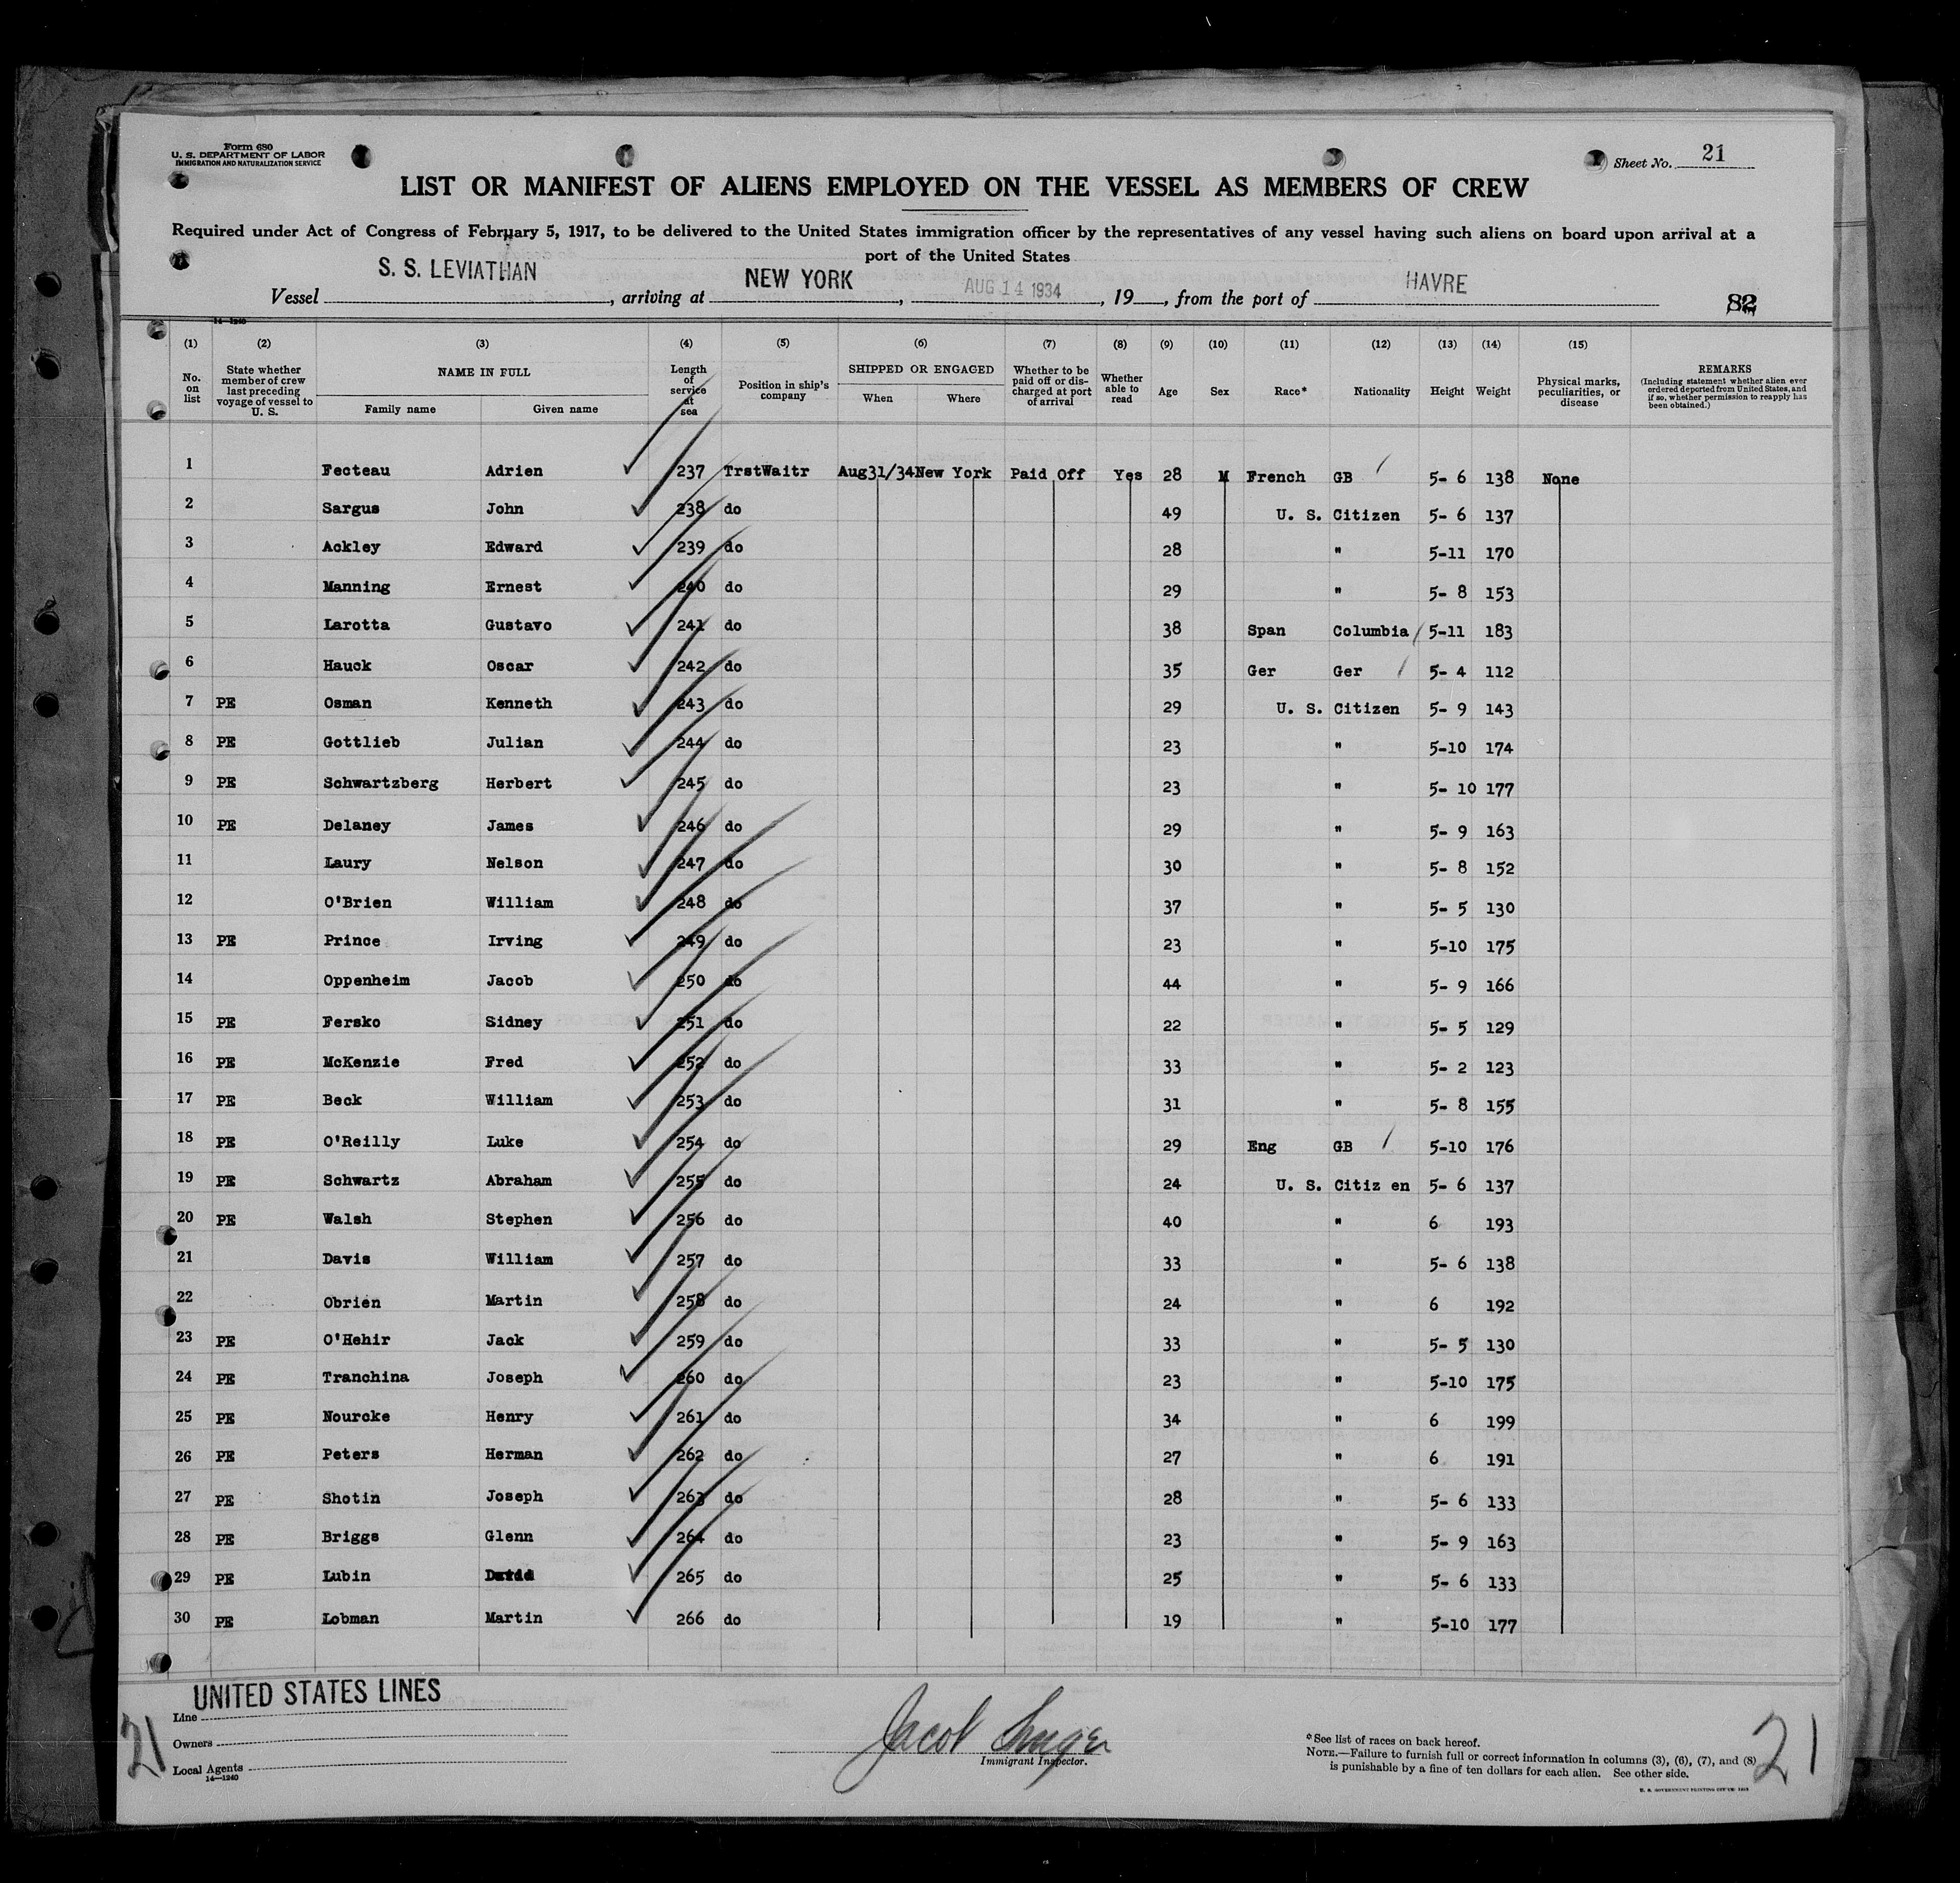 Form 680
U. S. DEPARTMENT OF LABOR
IMMIGRATION AND NATURALIZATION SERVICE
Sheet No. 21
LIST OR MANIFEST OF ALIENS EMPLOYED ON THE VESSEL AS MEMBERS OF CREW
Required under Act of Congress of February 5, 1917, to be delivered to the United States immigration officer by the representatives of any vessel having such aliens on board upon arrival at a
port of the United States
Vessel S. S. LEVIATHAN, arriving at NEW YORK, AUG 14 1934, 19, from the port of HAVRE
82
14—1240
(1) (2) (3) (4) (5) (6) (7) (8) (9) (10) (11) (12) (13) (14) (15)
No. on list State whether member of crew last preceding voyage of vessel to U. S. NAME IN FULL Family name Given name Length of service at sea Position in ship's company SHIPPED OR ENGAGED When Where Whether to be paid off or discharged at port of arrival Whether able to read Age Sex Race* Nationality Height Weight Physical marks, peculiarities, or disease REMARKS (Including statement whether alien ever ordered deported from United States, and if so, whether permission to reapply has been obtained.)
1 Fecteau Adrien 237 TrstWaitr Aug31/34 New York Paid Off Yes 28 M French GB 5- 6 138 None
2 Sargus John 238 do 49 U. S. Citizen 5- 6 137
3 Ackley Edward 239 do 28 " 5-11 170
4 Manning Ernest 240 do 29 " 5- 8 153
5 Larotta Gustavo 241 do 38 Span Columbia 5-11 183
6 Hauck Oscar 242 do 35 Ger Ger 5- 4 112
7 PE Osman Kenneth 243 do 29 U. S. Citizen 5- 9 143
8 PE Gottlieb Julian 244 do 23 " 5-10 174
9 PE Schwartzberg Herbert 245 do 23 " 5- 10 177
10 PE Delaney James 246 do 29 " 5- 9 163
11 Laury Nelson 247 do 30 " 5- 8 152
12 O'Brien William 248 do 37 " 5- 5 130
13 PE Prince Irving 249 do 23 " 5-10 175
14 Oppenheim Jacob 250 do 44 " 5- 9 166
15 PE Fersko Sidney 251 do 22 " 5- 5 129
16 PE McKenzie Fred 252 do 33 " 5- 2 123
17 PE Beck William 253 do 31 " 5- 8 155
18 PE O'Reilly Luke 254 do 29 Eng GB 5-10 176
19 PE Schwartz Abraham 255 do 24 U. S. Citiz en 5- 6 137
20 PE Walsh Stephen 256 do 40 " 6 193
21 Davis William 257 do 33 " 5- 6 138
22 Obrien Martin 258 do 24 " 6 192
23 PE O'Hehir Jack 259 do 33 " 5- 5 130
24 PE Tranchina Joseph 260 do 23 " 5-10 175
25 PE Nourcke Henry 261 do 34 " 6 199
26 PE Peters Herman 262 do 27 " 6 191
27 PE Shotin Joseph 263 do 28 " 5- 6 133
28 PE Briggs Glenn 264 do 23 " 5- 9 163
29 PE Lubin David 265 do 25 " 5- 6 133
30 PE Lobman Martin 266 do 19 " 5-10 177
Line UNITED STATES LINES
Owners
Local Agents
14—1240
21
Jacob
Immigrant Inspector.
*See list of races on back hereof.
NOTE.—Failure to furnish full or correct information in columns (3), (6), (7), and (8)
is punishable by a fine of ten dollars for each alien. See other side.
21